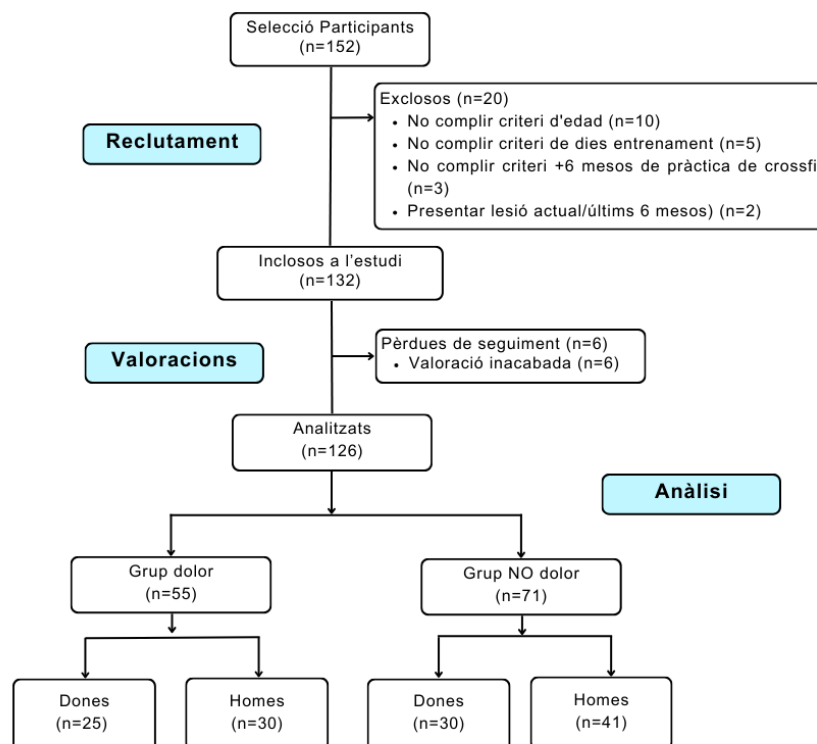 Selecció Participants
(n=152)
Exclosos (n=20)
• No complir criteri d'edad (n=10)
• No complir criteri de dies entrenament (n=5)
• No complir criteri +6 mesos de pràctica de crossfi
(n=3)
• Presentar lesió actual/últims 6 mesos) (n=2)
Reclutament
Inclosos a l'estudi
(n=132)
Valoracions
Pèrdues de seguiment (n=6)
• Valoració inacabada (n=6)
Analitzats
(n=126)
Anàlisi
Grup dolor
(n=55)
Grup NO dolor
(n=71)
Dones
(n=25)
Homes
(n=30)
Dones
(n=30)
Homes
(n=41)